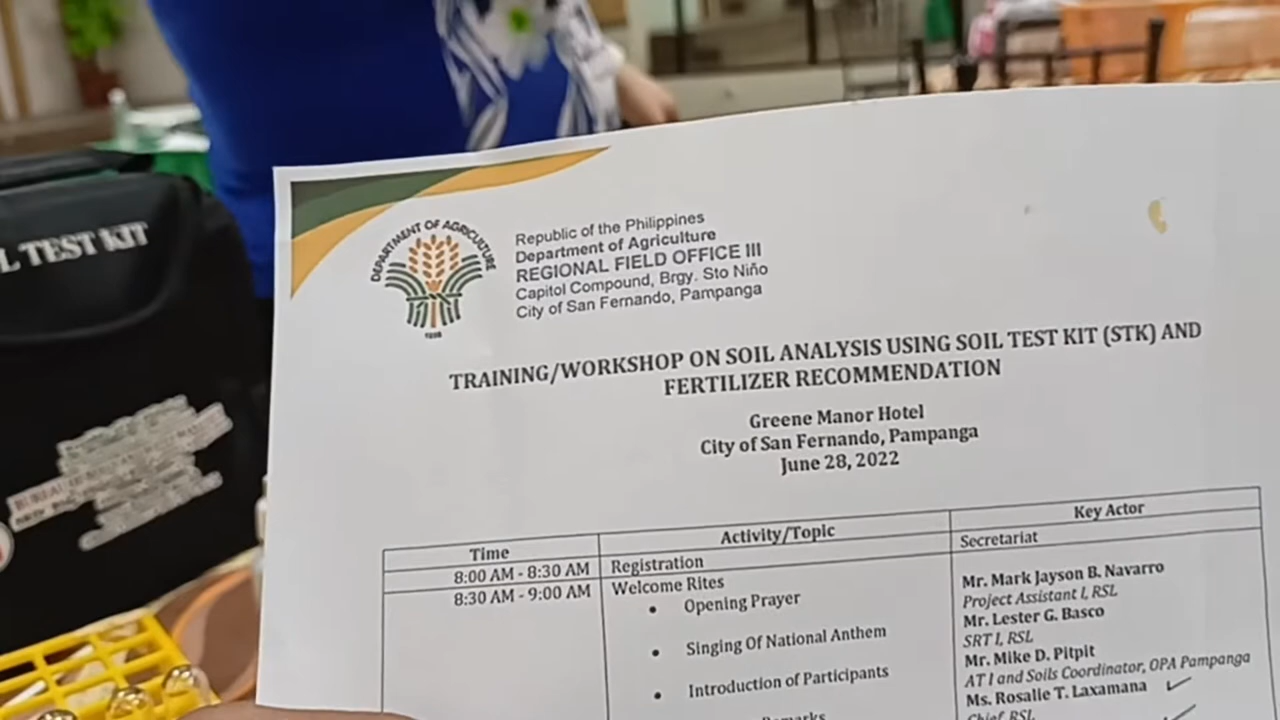 L TEST KIT
DEPARTMENT OF AGRICULTURE
1898
Republic of the Philippines
Department of Agriculture
REGIONAL FIELD OFFICE III
Capitol Compound, Brgy. Sto Niño
City of San Fernando, Pampanga
TRAINING/WORKSHOP ON SOIL ANALYSIS USING SOIL TEST KIT (STK) AND
FERTILIZER RECOMMENDATION
Greene Manor Hotel
City of San Fernando, Pampanga
June 28, 2022
Time Activity/Topic Key Actor
8:00 AM - 8:30 AM Registration Secretariat
8:30 AM - 9:00 AM Welcome Rites
• Opening Prayer Mr. Mark Jayson B. Navarro
Project Assistant I, RSL
• Singing Of National Anthem Mr. Lester G. Basco
SRT I, RSL
• Introduction of Participants Mr. Mike D. Pitpit
AT I and Soils Coordinator, OPA Pampanga
Remarks Ms. Rosalie T. Laxamana
Chief, RSL